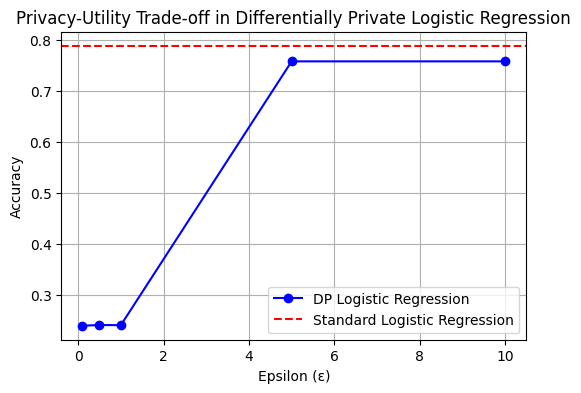 Privacy-Utility Trade-off in Differentially Private Logistic Regression
0.8
0.7
0.6
0.5
0.4
0.3
Accuracy
0
2
4
6
8
10
Epsilon (ε)
DP Logistic Regression
Standard Logistic Regression